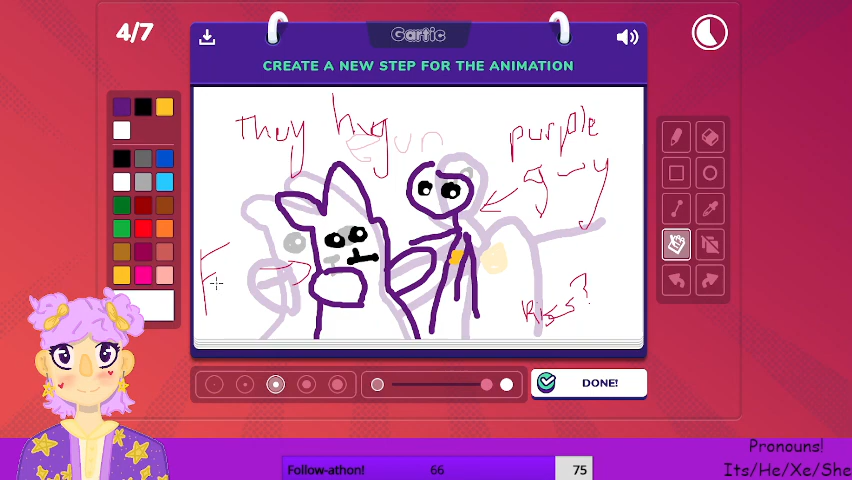 4/7
Gartic
CREATE A NEW STEP FOR THE ANIMATION
They hug
purple
guy
F
Kiss?
DONE!
Pronouns!
Follow-athon! 66 75
Its/He/Xe/She